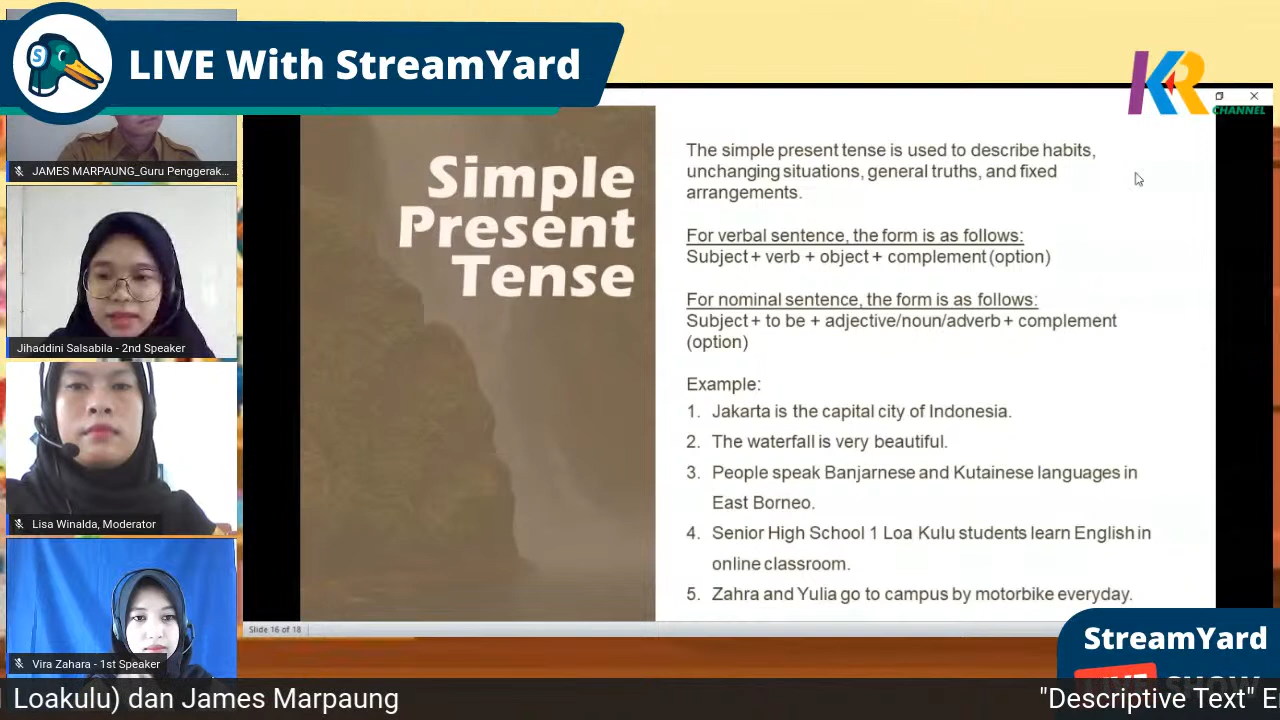 LIVE With StreamYard
S
KR
CHANNEL
JAMES MARPAUNG_Guru Penggerak...
Jihaddini Salsabila - 2nd Speaker
Lisa Winalda, Moderator
Vira Zahara - 1st Speaker
Simple
Present
Tense
The simple present tense is used to describe habits,
unchanging situations, general truths, and fixed
arrangements.
For verbal sentence, the form is as follows:
Subject + verb + object + complement (option)
For nominal sentence, the form is as follows:
Subject + to be + adjective/noun/adverb + complement
(option)
Example:
1. Jakarta is the capital city of Indonesia.
2. The waterfall is very beautiful.
3. People speak Banjarnese and Kutainese languages in
East Borneo.
4. Senior High School 1 Loa Kulu students learn English in
online classroom.
5. Zahra and Yulia go to campus by motorbike everyday.
Slide 16 of 18
StreamYard
LIVE SHOW
Loakulu) dan James Marpaung
"Descriptive Text" E